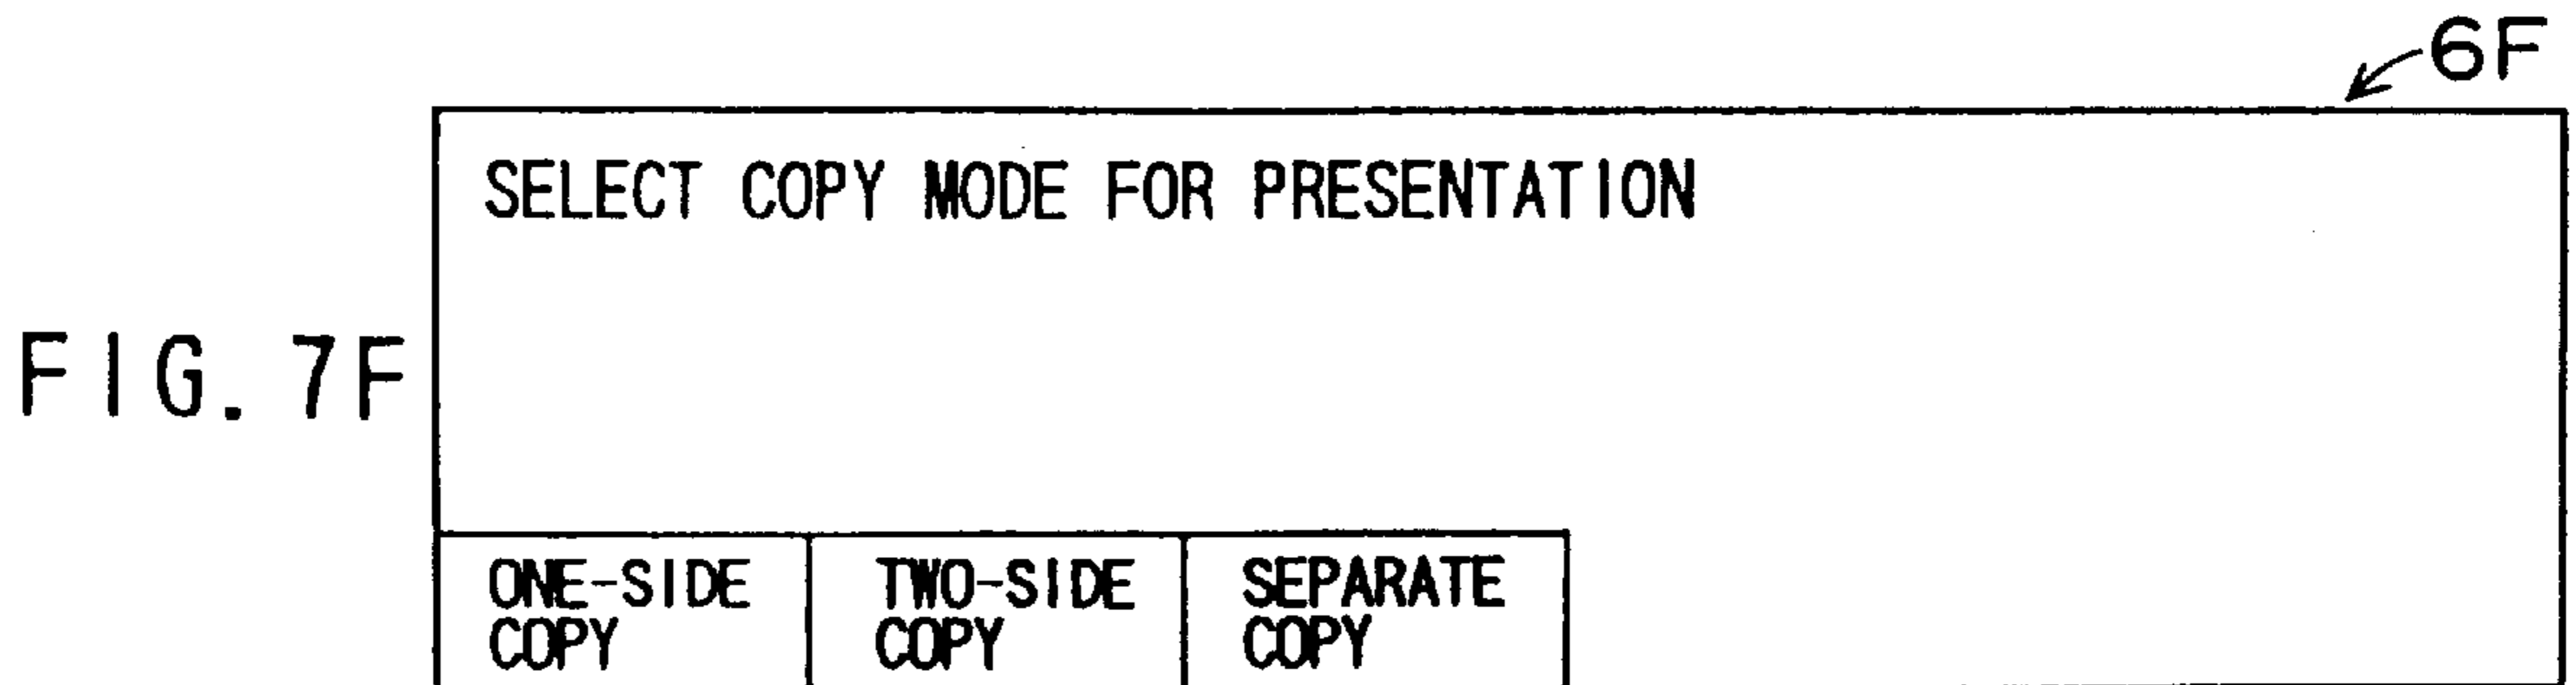 6F
SELECT COPY MODE FOR PRESENTATION
FIG. 7F
ONE-SIDE
COPY
TWO-SIDE
COPY
SEPARATE
COPY